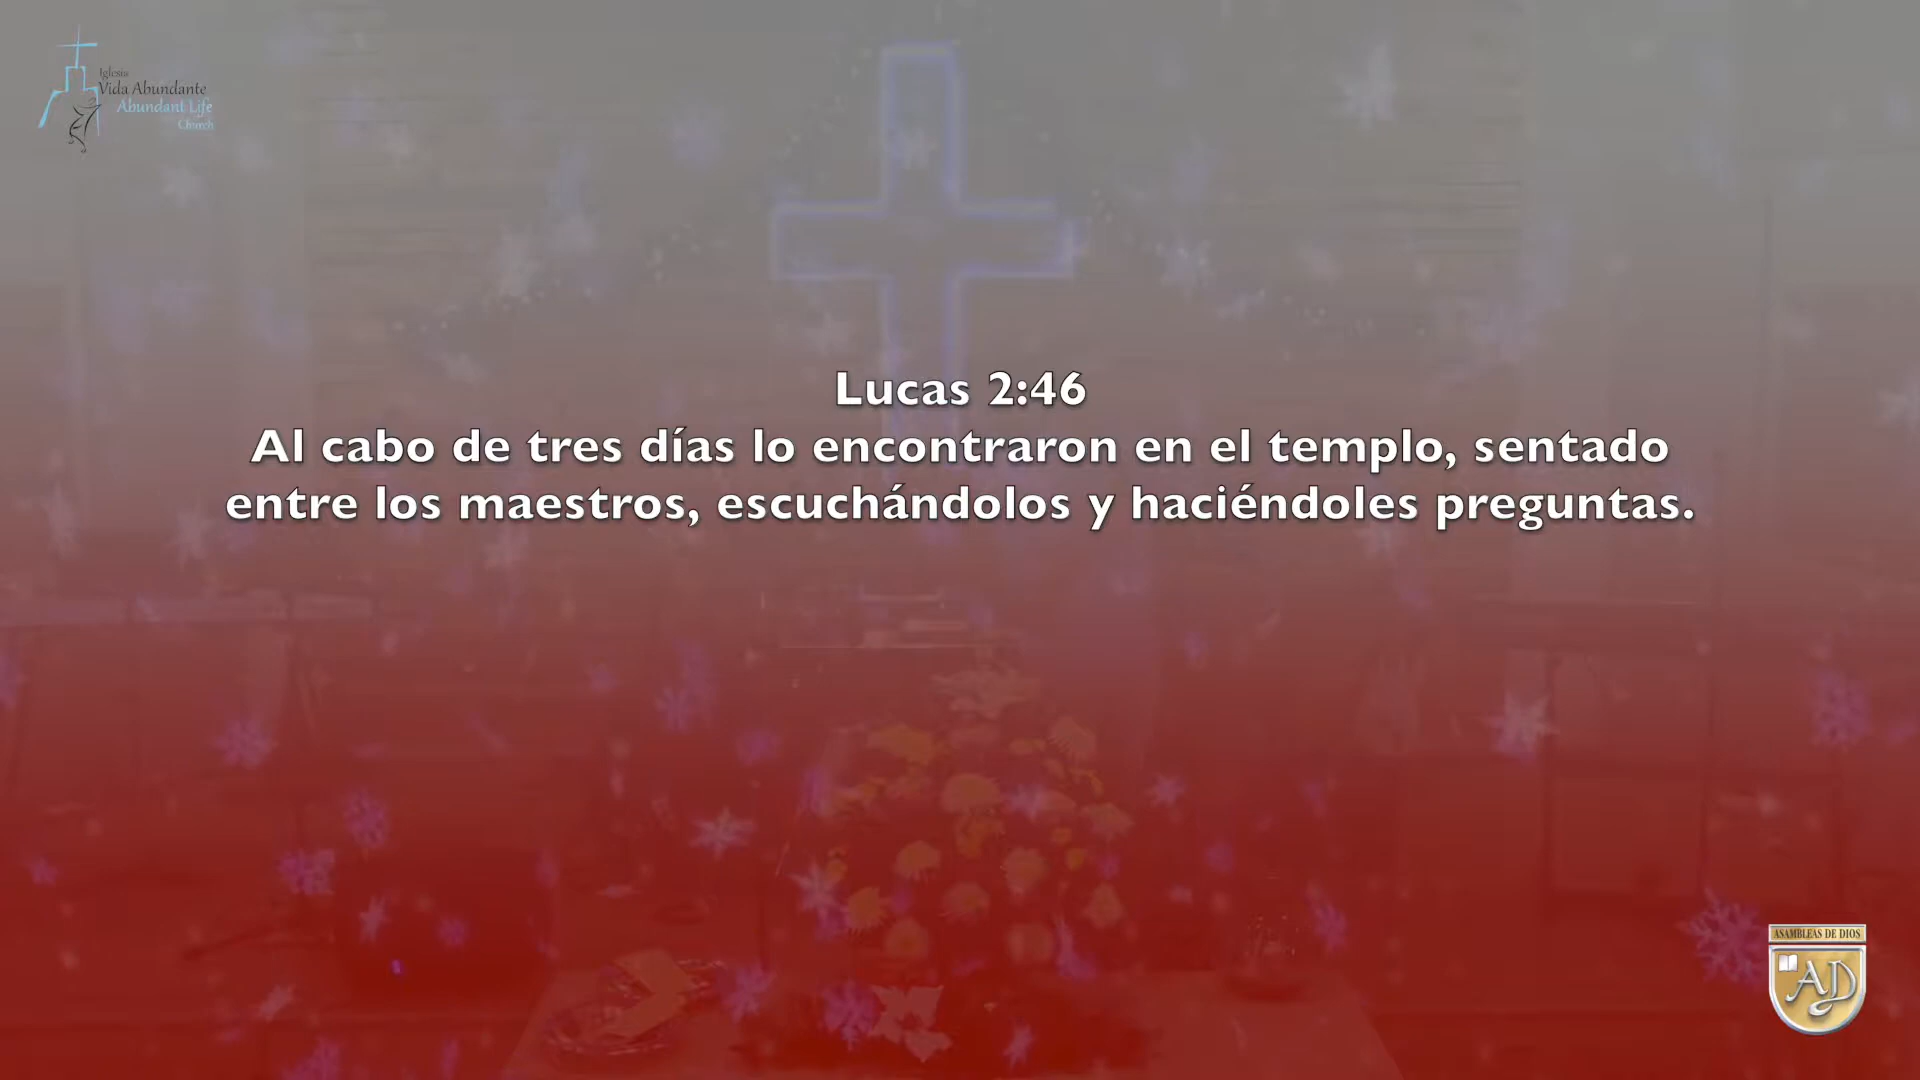 Iglesia
Vida Abundante
Abundant Life
Church
Lucas 2:46
Al cabo de tres días lo encontraron en el templo, sentado
entre los maestros, escuchándolos y haciéndoles preguntas.
ASAMBLEAS DE DIOS
AD